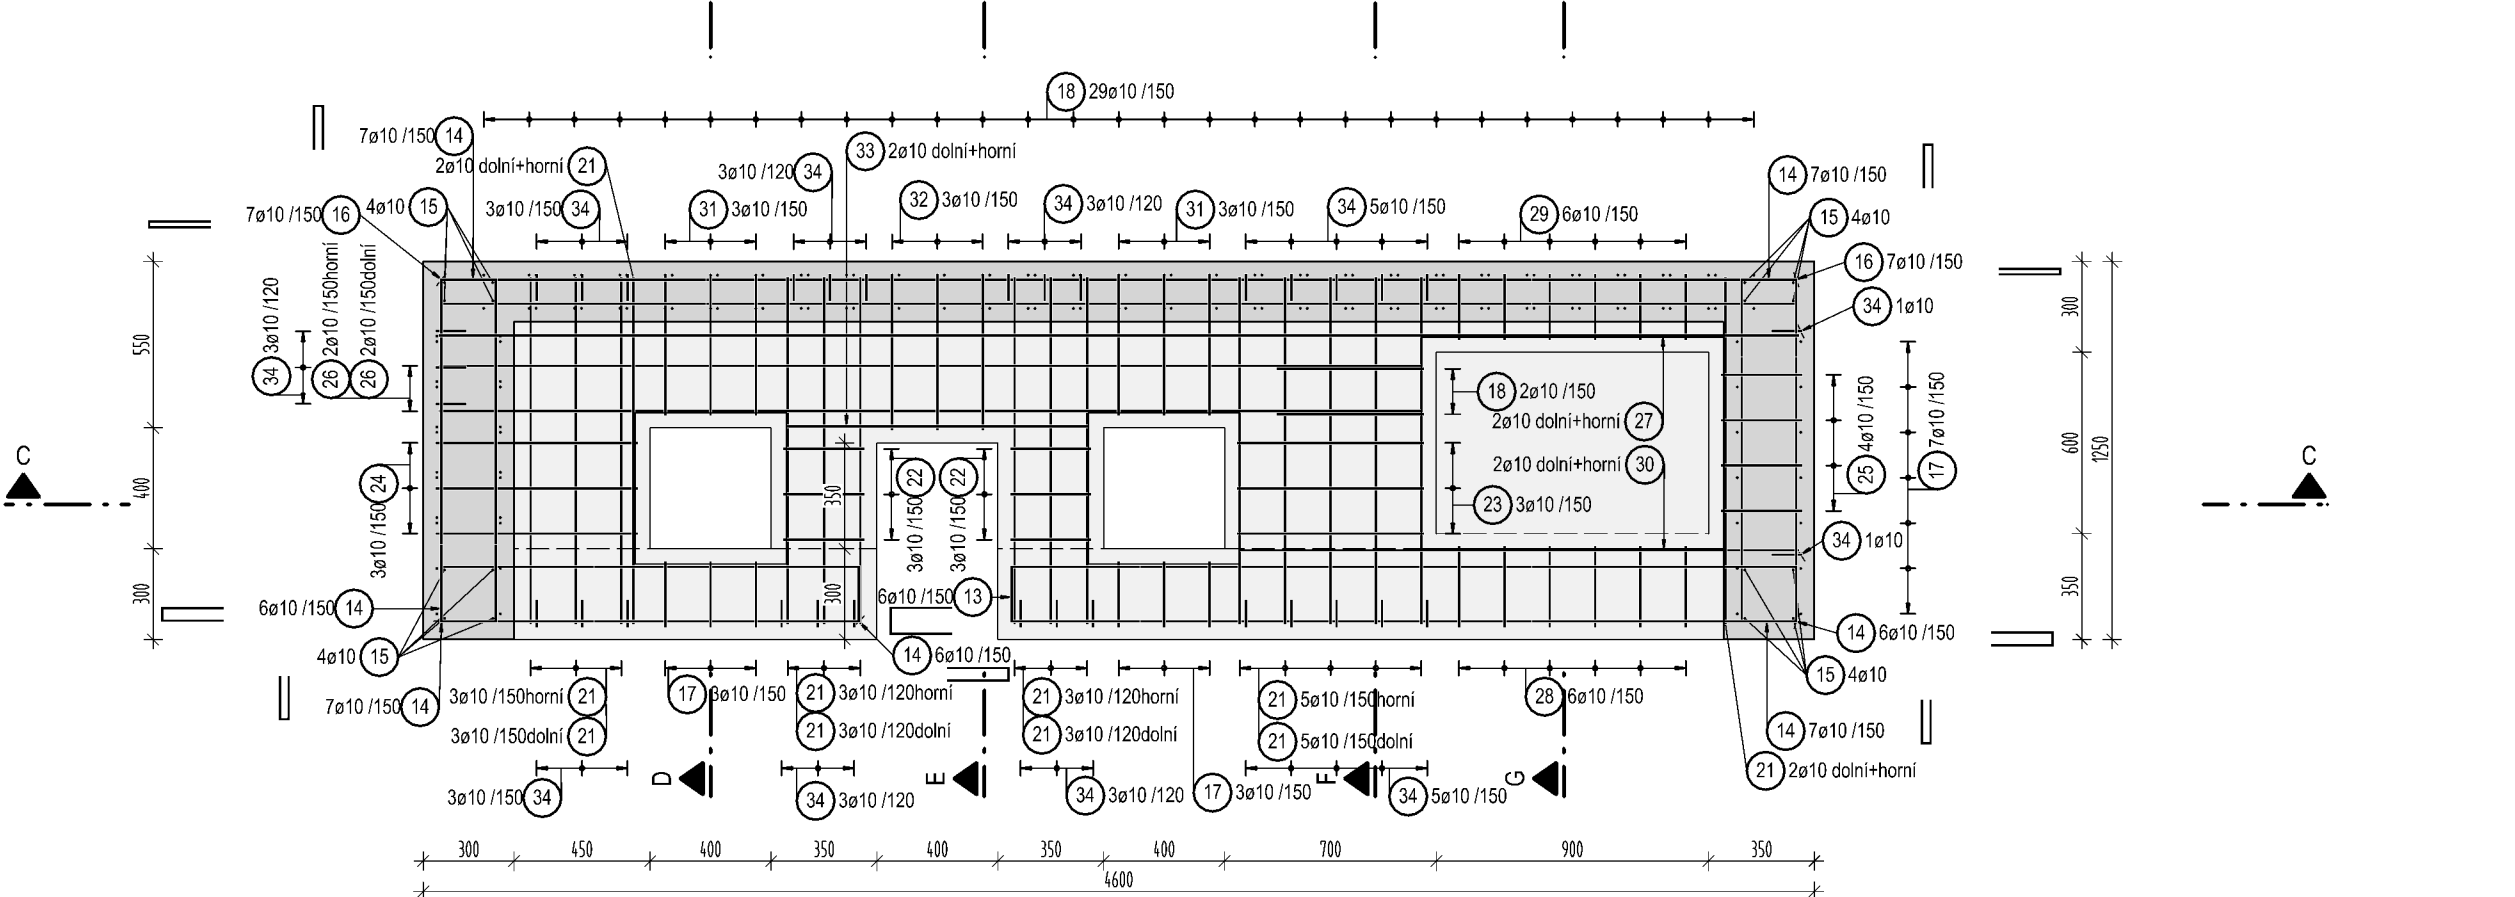 18 29ø10 /150
7ø10 /150 14
33 2ø10 dolní+horní
2ø10 dolní+horní 21
3ø10 /120 34
14 7ø10 /150
7ø10 /150 16
4ø10 15
3ø10 /150 34
31 3ø10 /150
32 3ø10 /150
34 3ø10 /120
31 3ø10 /150
34 5ø10 /150
29 6ø10 /150
15 4ø10
16 7ø10 /150
34 1ø10
34 3ø10 /120
26 2ø10 /150horní
26 2ø10 /150dolní
550
400
300
18 2ø10 /150
2ø10 dolní+horní 27
2ø10 dolní+horní 30
23 3ø10 /150
25 4ø10 /150
17 7ø10 /150
300
600
350
1250
C
C
3ø10 /150 24
350
300
3ø10 /150 22
3ø10 /150 22
34 1ø10
6ø10 /150 14
6ø10 /150 13
14 6ø10 /150
4ø10 15
14 6ø10 /150
15 4ø10
7ø10 /150 14
3ø10 /150horní 21
3ø10 /150dolní 21
17 3ø10 /150
21 3ø10 /120horní
21 3ø10 /120dolní
21 3ø10 /120horní
21 3ø10 /120dolní
21 5ø10 /150horní
21 5ø10 /150dolní
28 6ø10 /150
14 7ø10 /150
21 2ø10 dolní+horní
D
E
F
G
3ø10 /150 34
34 3ø10 /120
34 3ø10 /120
17 3ø10 /150
34 5ø10 /150
300 450 400 350 400 350 400 700 900 350
4600